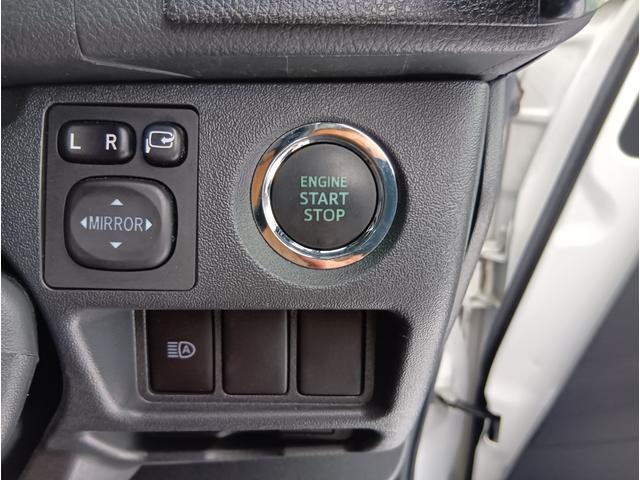 L R
MIRROR
ENGINE
START
STOP
A